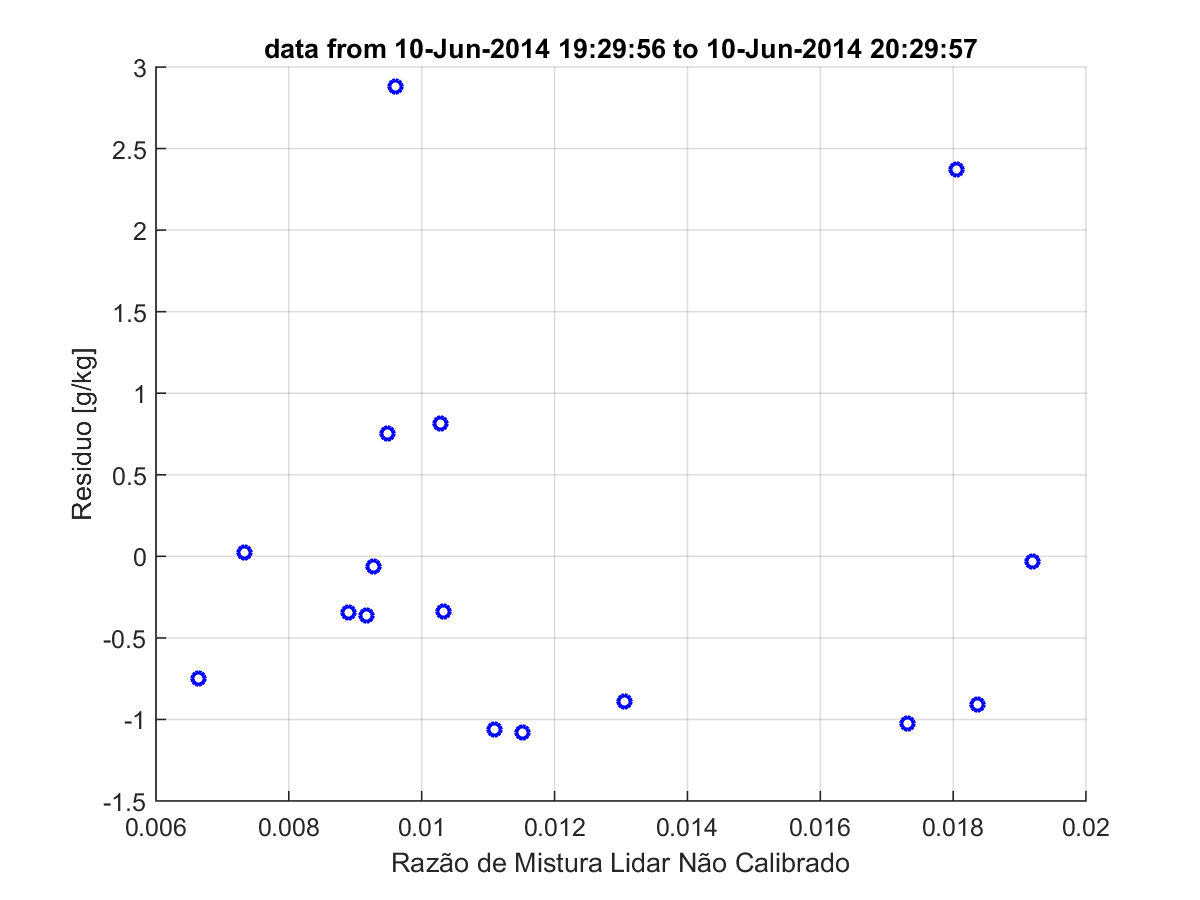 data from 10-Jun-2014 19:29:56 to 10-Jun-2014 20:29:57
3
2.5
2
1.5
1
0.5
0
-0.5
-1
-1.5
Residuo [g/kg]
0.006 0.008 0.01 0.012 0.014 0.016 0.018 0.02
Razão de Mistura Lidar Não Calibrado